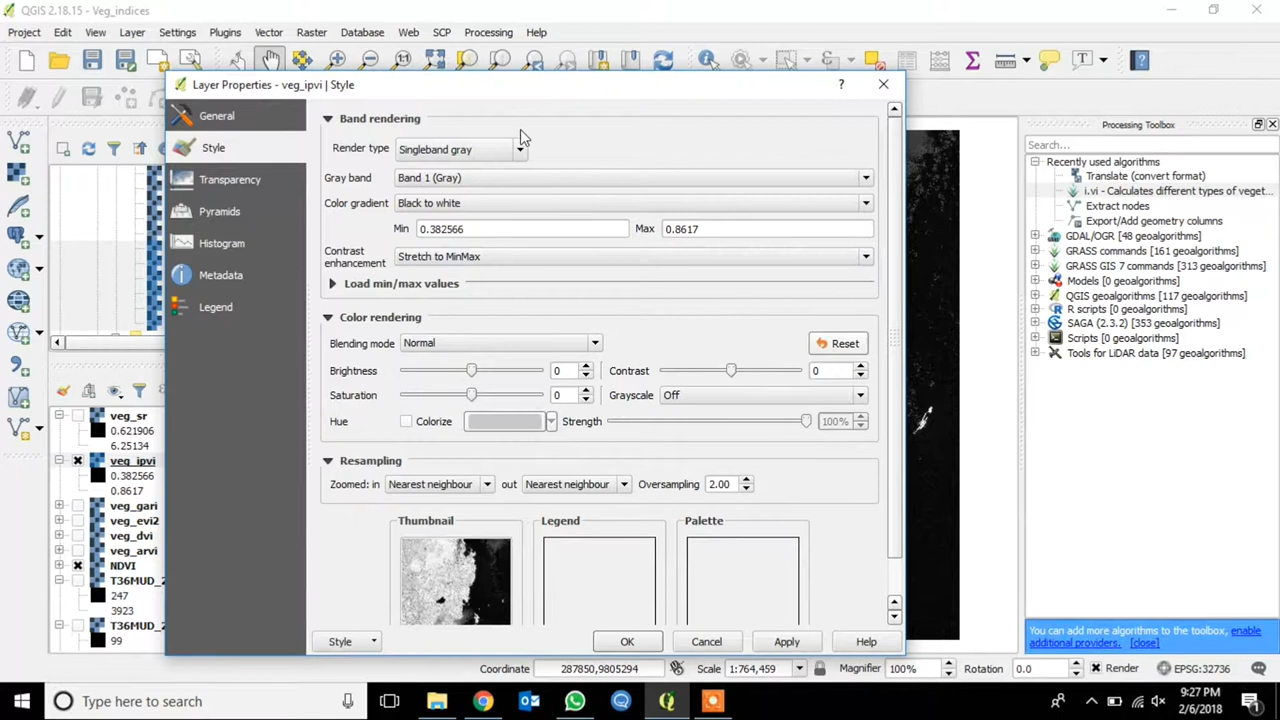 QGIS 2.18.15 - Veg_indices
Project Edit View Layer Settings Plugins Vector Raster Database Web SCP Processing Help
Layer Properties - veg_ipvi | Style
General
Style
Transparency
Pyramids
Histogram
Metadata
Legend
Band rendering
Render type Singleband gray
Gray band Band 1 (Gray)
Color gradient Black to white
Min 0.382566 Max 0.8617
Contrast
enhancement Stretch to MinMax
Load min/max values
Color rendering
Blending mode Normal Reset
Brightness 0 Contrast 0
Saturation 0 Grayscale Off
Hue Colorize Strength 100%
Resampling
Zoomed: in Nearest neighbour out Nearest neighbour Oversampling 2.00
Thumbnail Legend Palette
Style OK Cancel Apply Help
veg_sr
0.621906
6.25134
veg_ipvi
0.382566
0.8617
veg_gari
veg_evi2
veg_dvi
veg_arvi
NDVI
T36MUD_2
247
3923
T36MUD_2
99
Processing Toolbox
Search...
Recently used algorithms
Translate (convert format)
i.vi - Calculates different types of veget
Extract nodes
Export/Add geometry columns
GDAL/OGR [48 geoalgorithms]
GRASS commands [161 geoalgorithms]
GRASS GIS 7 commands [313 geoalgorithms]
Models [0 geoalgorithms]
QGIS geoalgorithms [117 geoalgorithms]
R scripts [0 geoalgorithms]
SAGA (2.3.2) [353 geoalgorithms]
Scripts [0 geoalgorithms]
Tools for LiDAR data [97 geoalgorithms]
You can add more algorithms to the toolbox, enable
additional providers. [close]
Coordinate 287850,9805294 Scale 1:764,459 Magnifier 100% Rotation 0.0 Render EPSG:32736
Type here to search
9:27 PM
2/6/2018